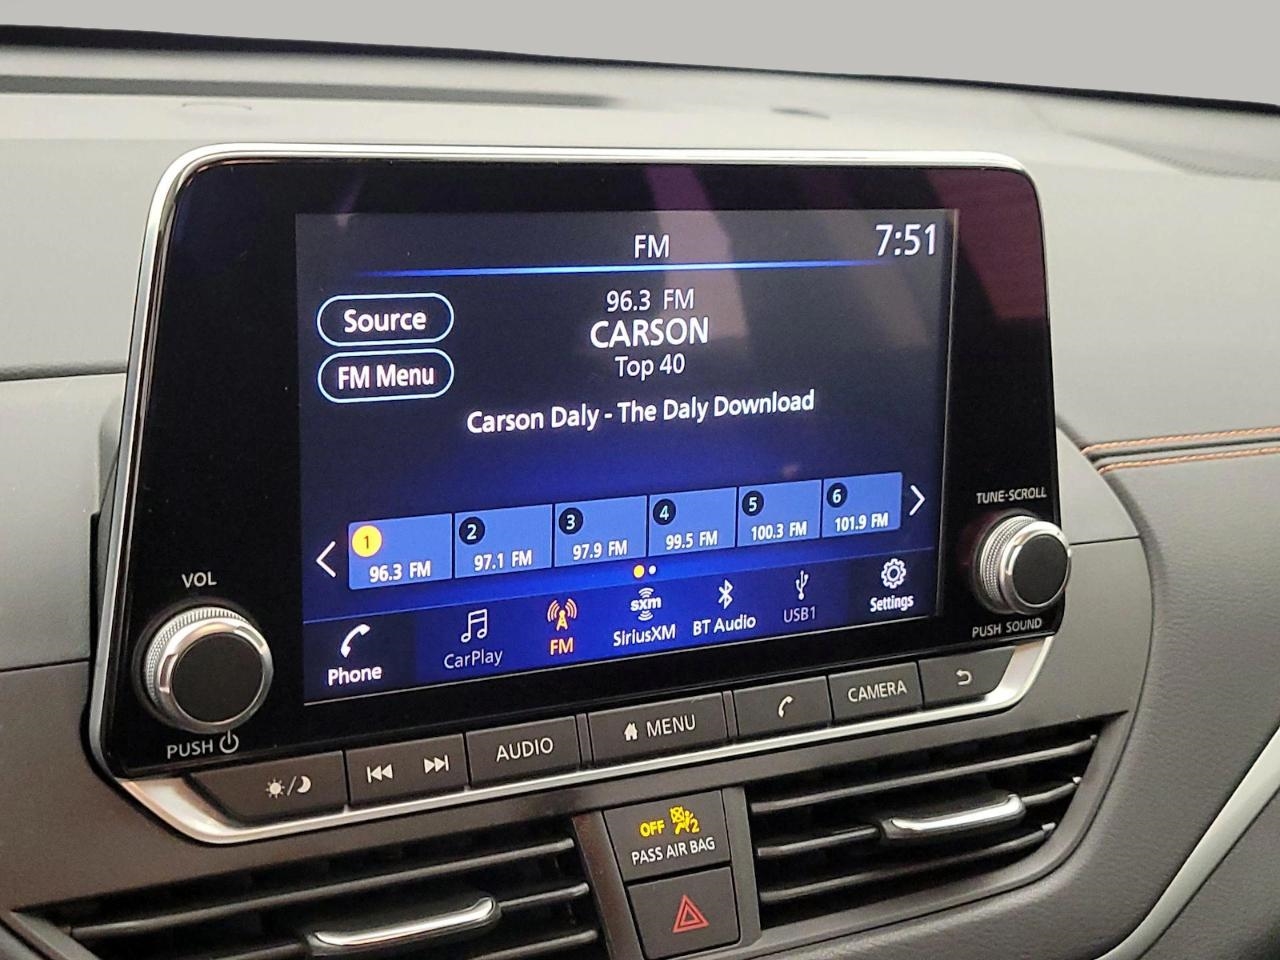 FM
7:51
Source
FM Menu
96.3 FM
CARSON
Top 40
Carson Daly - The Daly Download
1
96.3 FM
2
97.1 FM
3
97.9 FM
4
99.5 FM
5
100.3 FM
6
101.9 FM
Phone
CarPlay
FM
sxm
SiriusXM
BT Audio
USB1
Settings
VOL
PUSH
TUNE·SCROLL
PUSH SOUND
AUDIO
MENU
CAMERA
OFF
2
PASS AIR BAG